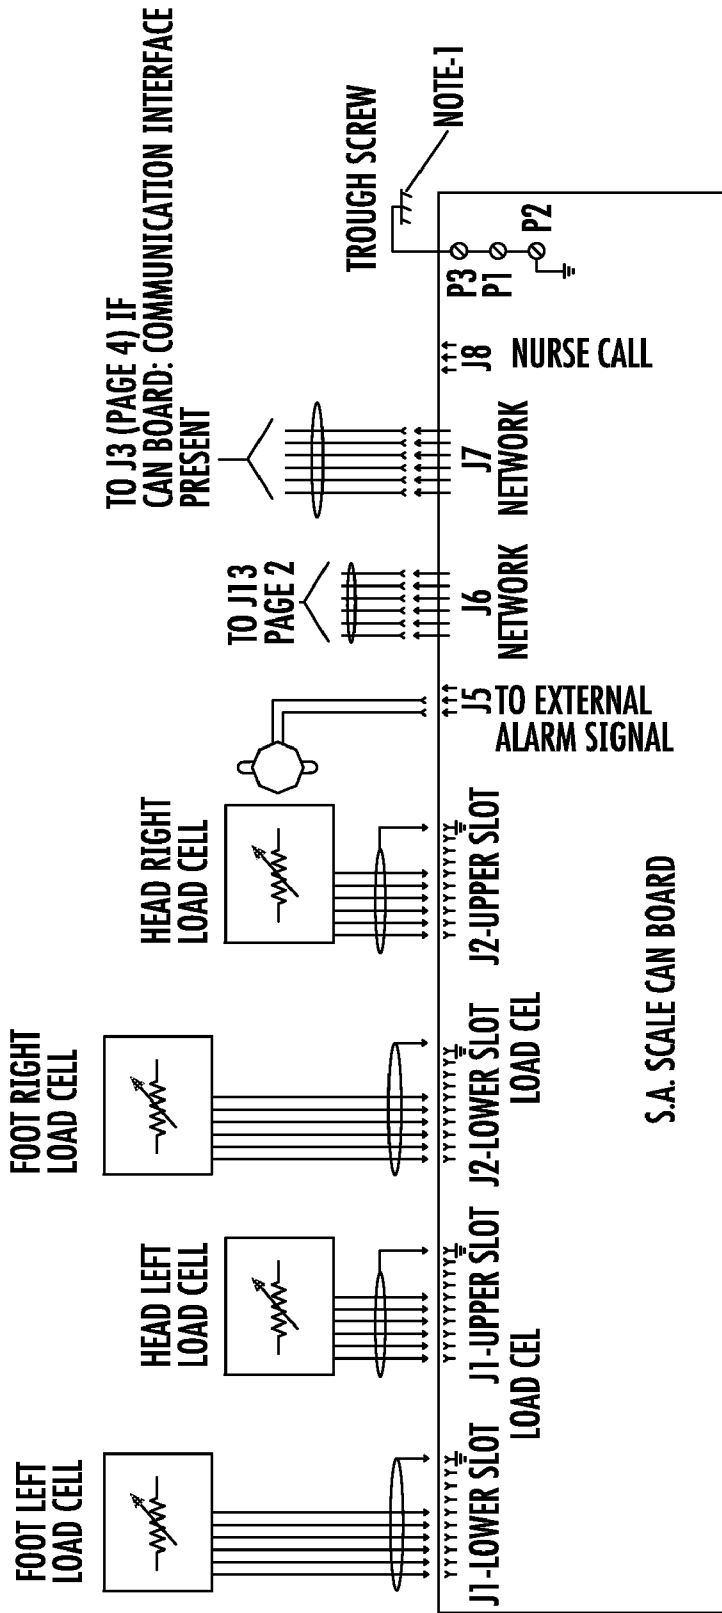 FOOT LEFT
LOAD CELL
HEAD LEFT
LOAD CELL
FOOT RIGHT
LOAD CELL
HEAD RIGHT
LOAD CELL
TO J13
PAGE 2
TO J3 (PAGE 4) IF
CAN BOARD: COMMUNICATION INTERFACE
PRESENT
TROUGH SCREW
NOTE-1
J1-LOWER SLOT
J1-UPPER SLOT
LOAD CEL
J2-LOWER SLOT
LOAD CEL
J2-UPPER SLOT
J5 TO EXTERNAL
ALARM SIGNAL
J6
NETWORK
J7
NETWORK
J8 NURSE CALL
P3
P1
P2
S.A. SCALE CAN BOARD